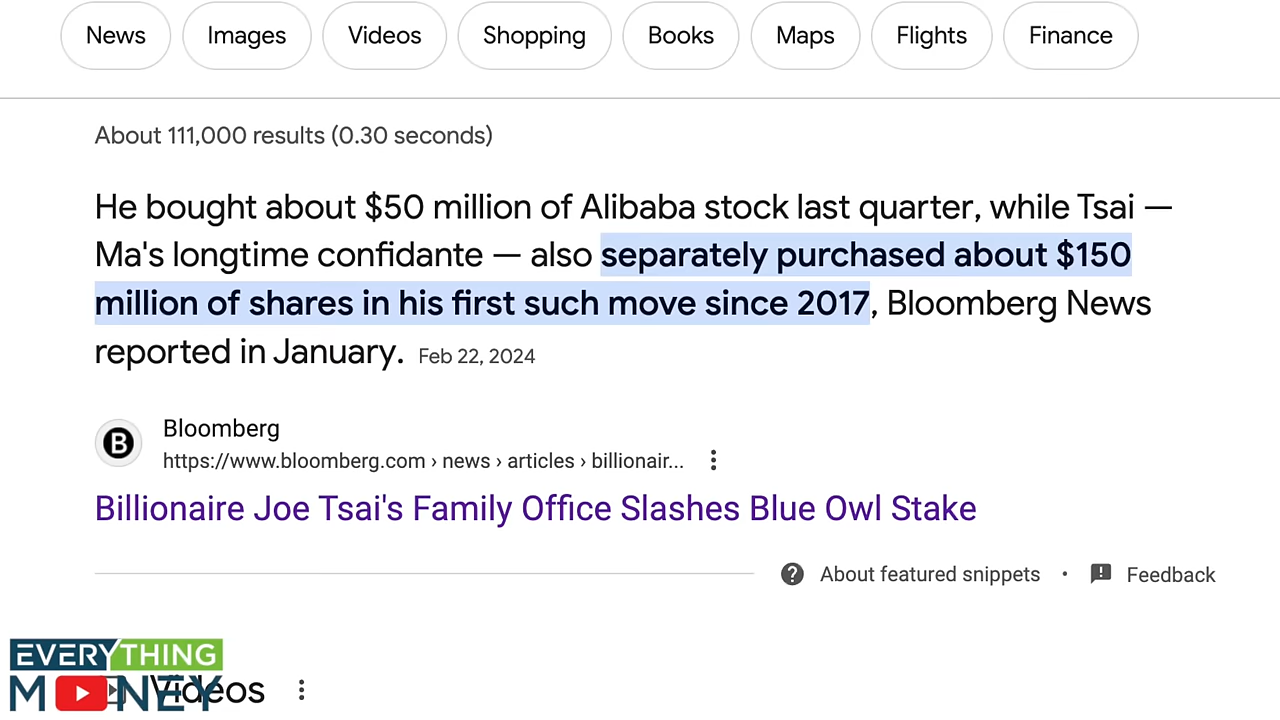 News Images Videos Shopping Books Maps Flights Finance
About 111,000 results (0.30 seconds)
He bought about $50 million of Alibaba stock last quarter, while Tsai —
Ma's longtime confidante — also separately purchased about $150
million of shares in his first such move since 2017, Bloomberg News
reported in January. Feb 22, 2024
B
Bloomberg
https://www.bloomberg.com › news › articles › billionair...
Billionaire Joe Tsai's Family Office Slashes Blue Owl Stake
About featured snippets • Feedback
EVERYTHING
MONEY
Videos